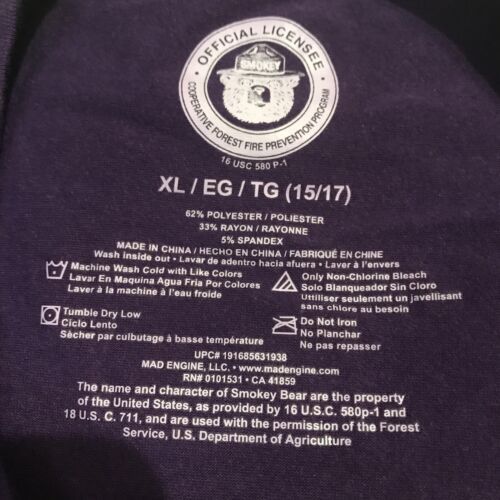 OFFICIAL LICENSEE
SMOKEY
COOPERATIVE FOREST FIRE PREVENTION PROGRAM
16 USC 580 P-1
XL / EG / TG (15/17)
62% POLYESTER / POLIESTER
33% RAYON / RAYONNE
5% SPANDEX
MADE IN CHINA / HECHO EN CHINA / FABRIQUÉ EN CHINE
Wash inside out • Lavar de adentro hacia afuera • Laver à l'envers
Machine Wash Cold with Like Colors
Lavar En Maquina Agua Fria Por Colores
Laver à la machine à l'eau froide
Only Non-Chlorine Bleach
Solo Blanqueador Sin Cloro
Uttiliser seulement un javellisant
sans chlore au besoin
Tumble Dry Low
Ciclo Lento
Sècher par culbutage à basse température
Do Not Iron
No Planchar
Ne pas repasser
UPC# 191685631938
MAD ENGINE, LLC. • www.madengine.com
RN# 0101531 • CA 41859
The name and character of Smokey Bear are the property
of the United States, as provided by 16 U.S.C. 580p-1 and
18 U.S. C. 711, and are used with the permission of the Forest
Service, U.S. Department of Agriculture